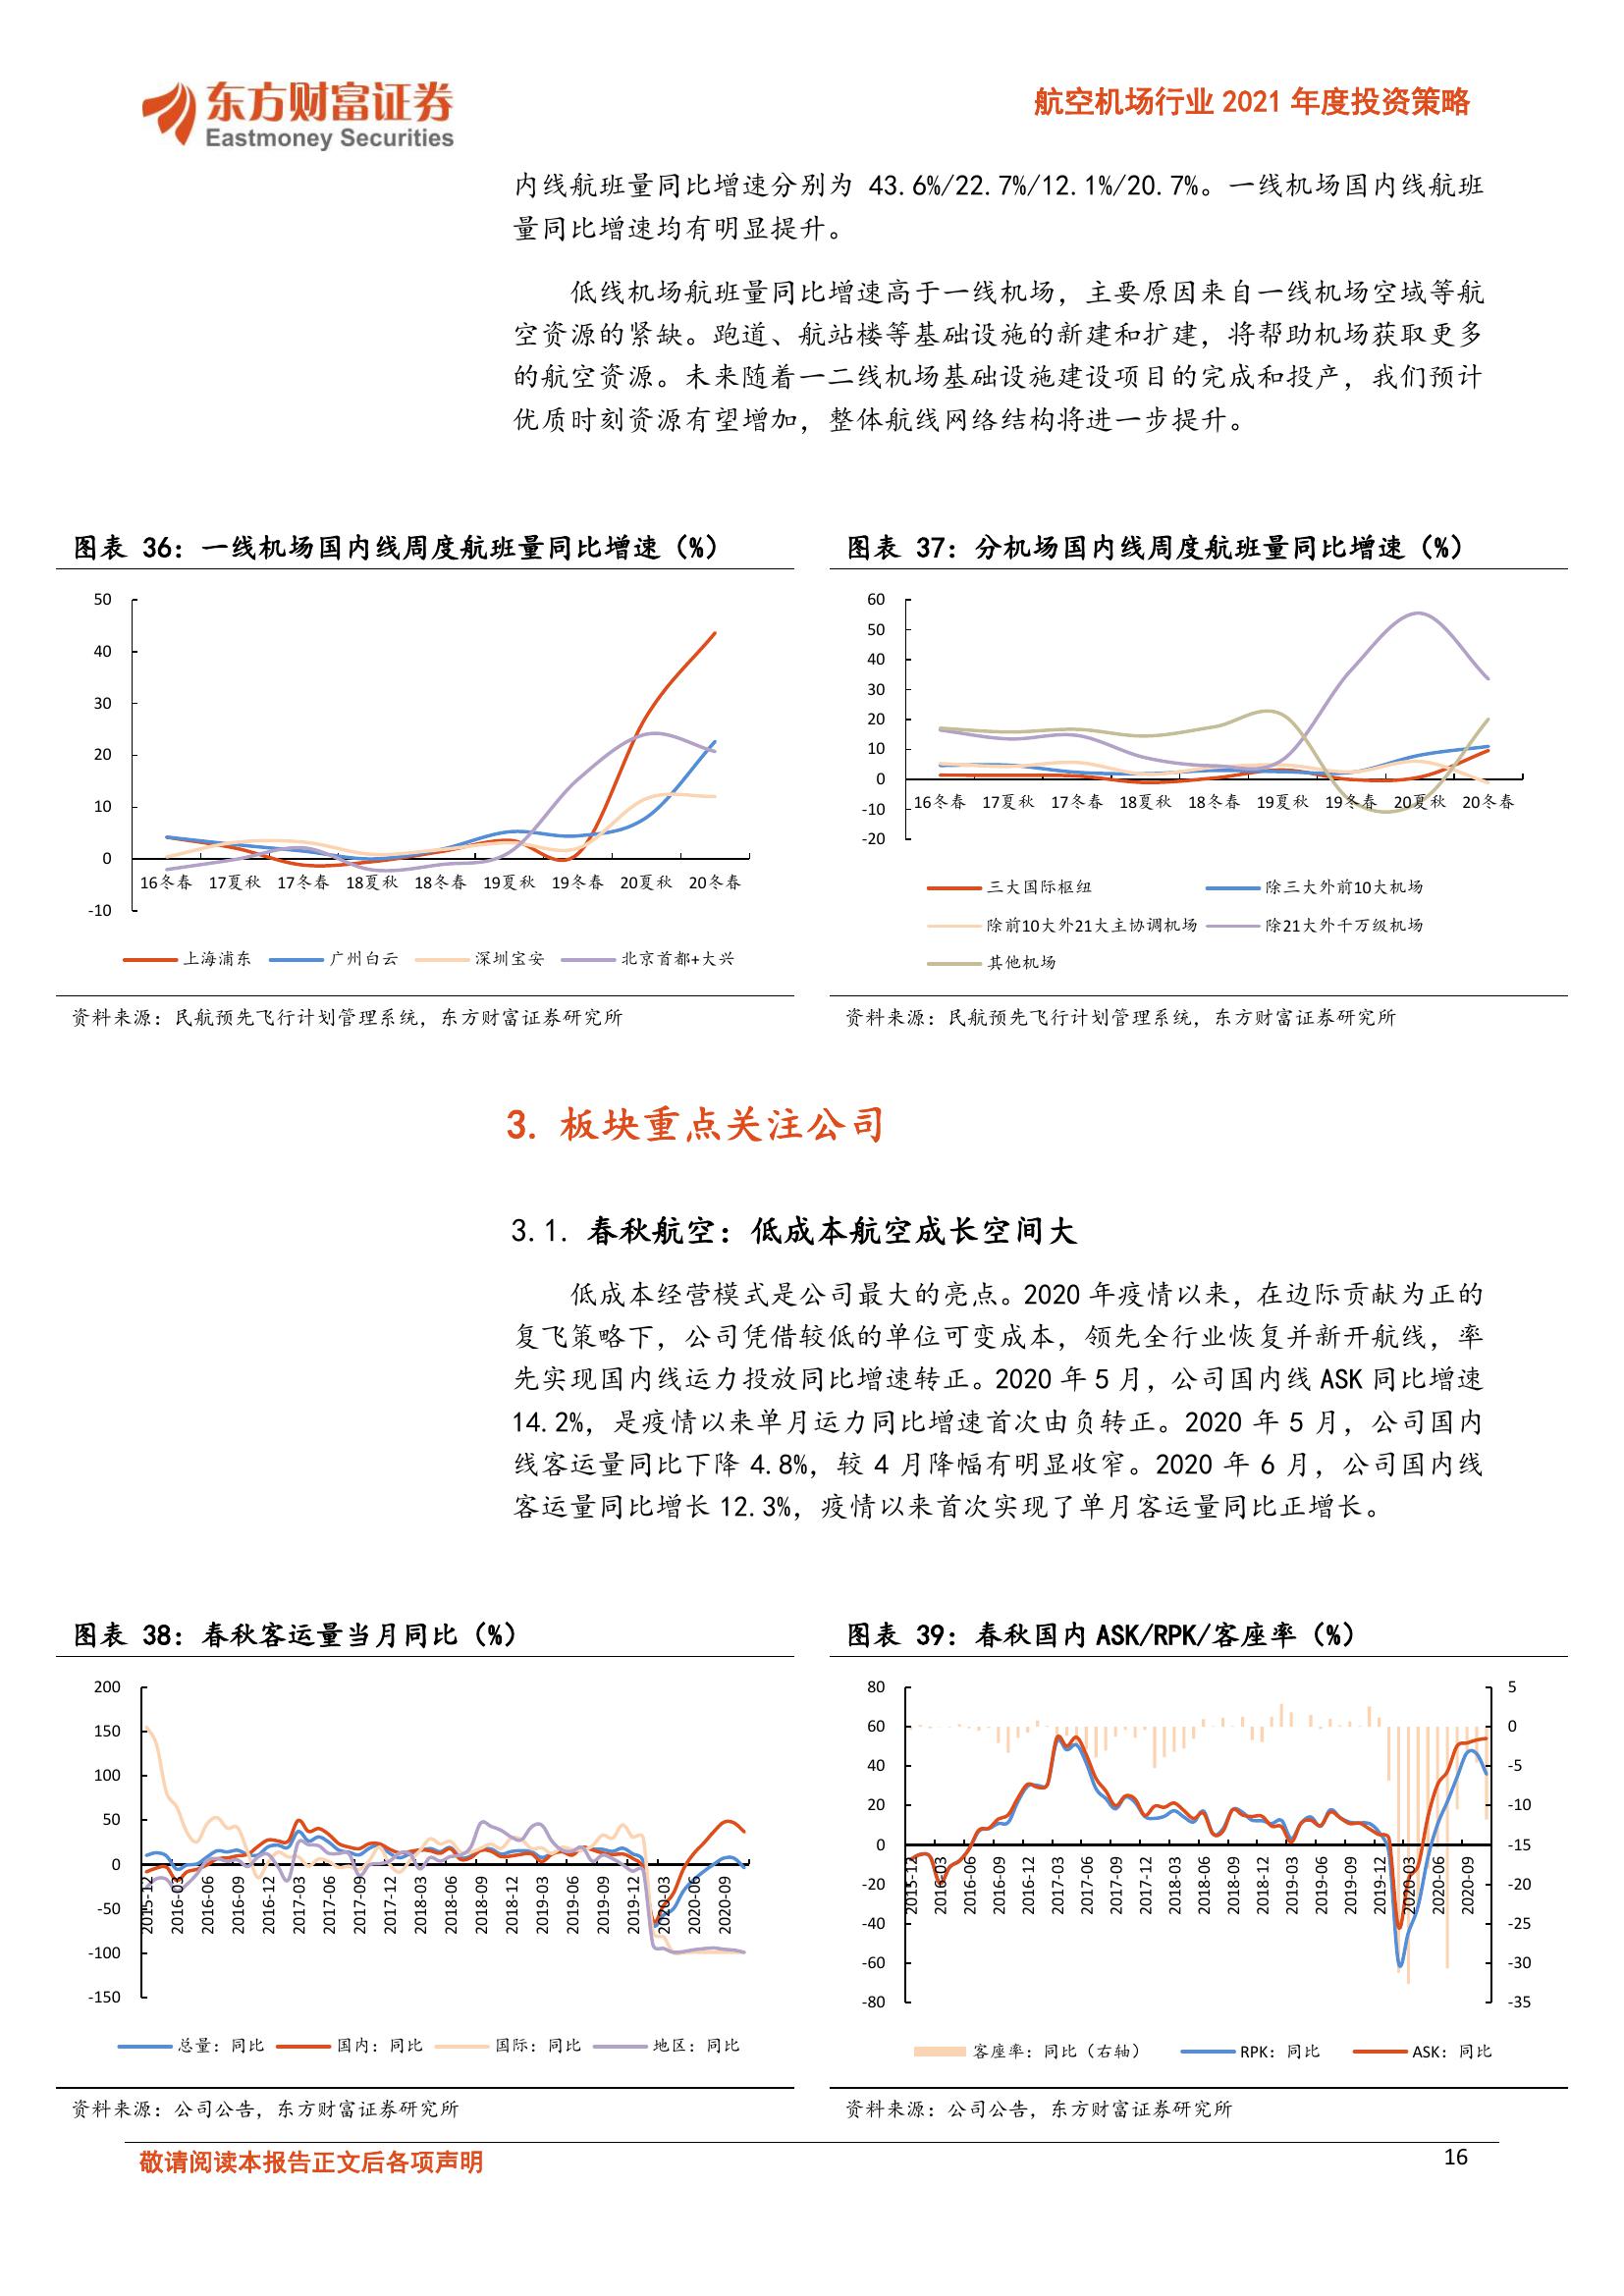 东方财富证券
Eastmoney Securities
航空机场行业 2021 年度投资策略
内线航班量同比增速分别为 43.6%/22.7%/12.1%/20.7%。一线机场国内线航班
量同比增速均有明显提升。
低线机场航班量同比增速高于一线机场，主要原因来自一线机场空域等航
空资源的紧缺。跑道、航站楼等基础设施的新建和扩建，将帮助机场获取更多
的航空资源。未来随着一二线机场基础设施建设项目的完成和投产，我们预计
优质时刻资源有望增加，整体航线网络结构将进一步提升。
图表 36：一线机场国内线周度航班量同比增速（%）
50
40
30
20
10
0
-10
16冬春 17夏秋 17冬春 18夏秋 18冬春 19夏秋 19冬春 20夏秋 20冬春
上海浦东 广州白云 深圳宝安 北京首都+大兴
资料来源：民航预先飞行计划管理系统，东方财富证券研究所
图表 37：分机场国内线周度航班量同比增速（%）
60
50
40
30
20
10
0
-10
-20
16冬春 17夏秋 17冬春 18夏秋 18冬春 19夏秋 19冬春 20夏秋 20冬春
三大国际枢纽 除三大外前10大机场
除前10大外21大主协调机场 除21大外千万级机场
其他机场
资料来源：民航预先飞行计划管理系统，东方财富证券研究所
3. 板块重点关注公司
3.1. 春秋航空：低成本航空成长空间大
低成本经营模式是公司最大的亮点。2020 年疫情以来，在边际贡献为正的
复飞策略下，公司凭借较低的单位可变成本，领先全行业恢复并新开航线，率
先实现国内线运力投放同比增速转正。2020 年 5 月，公司国内线 ASK 同比增速
14.2%，是疫情以来单月运力同比增速首次由负转正。2020 年 5 月，公司国内
线客运量同比下降 4.8%，较 4 月降幅有明显收窄。2020 年 6 月，公司国内线
客运量同比增长 12.3%，疫情以来首次实现了单月客运量同比正增长。
图表 38：春秋客运量当月同比（%）
200
150
100
50
0
-50
-100
-150
2015-12 2016-03 2016-06 2016-09 2016-12 2017-03 2017-06 2017-09 2017-12 2018-03 2018-06 2018-09 2018-12 2019-03 2019-06 2019-09 2019-12 2020-03 2020-06 2020-09
总量：同比 国内：同比 国际：同比 地区：同比
资料来源：公司公告，东方财富证券研究所
图表 39：春秋国内 ASK/RPK/客座率（%）
80
60
40
20
0
-20
-40
-60
-80
5
0
-5
-10
-15
-20
-25
-30
-35
2015-12 2016-03 2016-06 2016-09 2016-12 2017-03 2017-06 2017-09 2017-12 2018-03 2018-06 2018-09 2018-12 2019-03 2019-06 2019-09 2019-12 2020-03 2020-06 2020-09
客座率：同比（右轴） RPK：同比 ASK：同比
资料来源：公司公告，东方财富证券研究所
敬请阅读本报告正文后各项声明
16